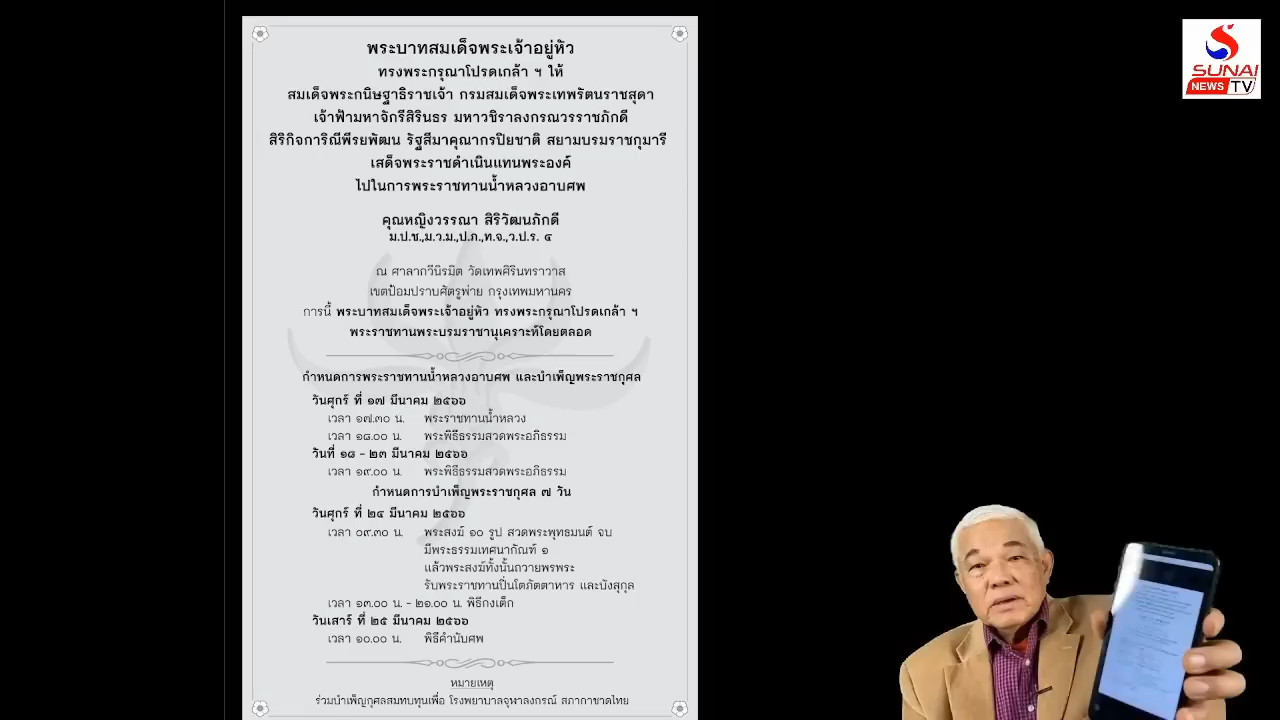 พระบาทสมเด็จพระเจ้าอยู่หัว
ทรงพระกรุณาโปรดเกล้า ฯ ให้
สมเด็จพระกนิษฐาธิราชเจ้า กรมสมเด็จพระเทพรัตนราชสุดา
เจ้าฟ้ามหาจักรีสิรินธร มหาวชิราลงกรณวรราชภักดี
สิริกิจการิณีพีรยพัฒน รัฐสีมาคุณากรปิยชาติ สยามบรมราชกุมารี
เสด็จพระราชดำเนินแทนพระองค์
ไปในการพระราชทานน้ำหลวงอาบศพ
คุณหญิงวรรณา สิริวัฒนภักดี
ม.ป.ช.,ม.ว.ม.,ป.ภ.,ท.จ.,ว.ป.ร. ๔
ณ ศาลากวีนิรมิต วัดเทพศิรินทราวาส
เขตป้อมปราบศัตรูพ่าย กรุงเทพมหานคร
การนี้ พระบาทสมเด็จพระเจ้าอยู่หัว ทรงพระกรุณาโปรดเกล้า ฯ
พระราชทานพระบรมราชานุเคราะห์โดยตลอด
กำหนดการพระราชทานน้ำหลวงอาบศพ และบำเพ็ญพระราชกุศล
วันศุกร์ ที่ ๑๗ มีนาคม ๒๕๖๖
เวลา ๑๗.๓๐ น. พระราชทานน้ำหลวง
เวลา ๑๘.๐๐ น. พระพิธีธรรมสวดพระอภิธรรม
วันที่ ๑๘ - ๒๓ มีนาคม ๒๕๖๖
เวลา ๑๙.๐๐ น. พระพิธีธรรมสวดพระอภิธรรม
กำหนดการบำเพ็ญพระราชกุศล ๗ วัน
วันศุกร์ ที่ ๒๔ มีนาคม ๒๕๖๖
เวลา ๐๙.๓๐ น. พระสงฆ์ ๑๐ รูป สวดพระพุทธมนต์ จบ
มีพระธรรมเทศนากัณฑ์ ๑
แล้วพระสงฆ์ทั้งนั้นถวายพรพระ
รับพระราชทานปิ่นโตภัตตาหาร และบังสุกุล
เวลา ๑๓.๐๐ น. - ๒๑.๐๐ น. พิธีกงเต็ก
วันเสาร์ ที่ ๒๕ มีนาคม ๒๕๖๖
เวลา ๑๐.๐๐ น. พิธีคำนับศพ
หมายเหตุ
ร่วมบำเพ็ญกุศลสมทบทุนเพื่อ โรงพยาบาลจุฬาลงกรณ์ สภากาชาดไทย
SUNAI
NEWS TV